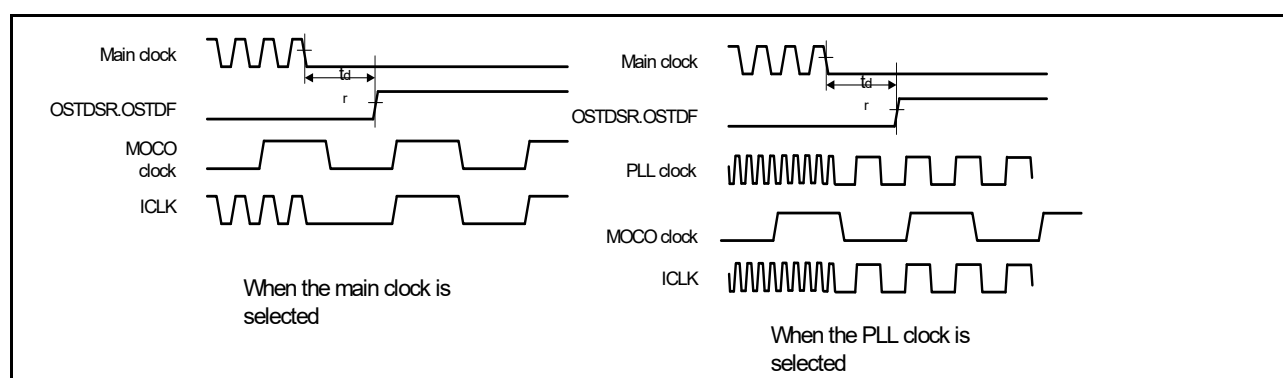 Main clock
td
r
OSTDSR.OSTDF
MOCO
clock
ICLK
When the main clock is
selected
Main clock
td
r
OSTDSR.OSTDF
PLL clock
MOCO clock
ICLK
When the PLL clock is
selected